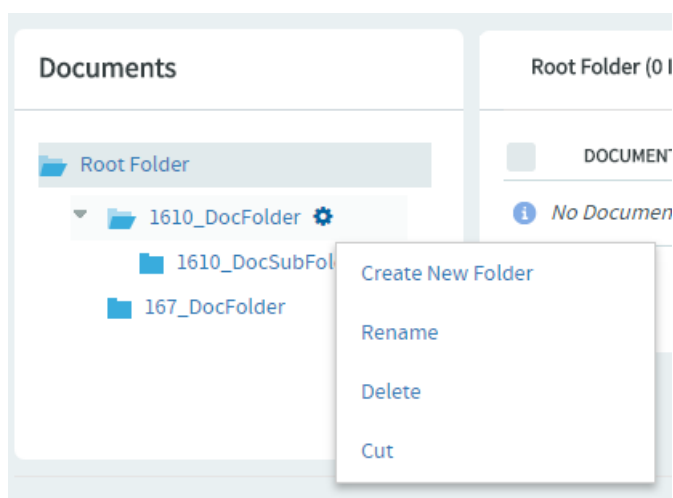 Documents
Root Folder (0
Root Folder
DOCUMENT
1610_DocFolder
No Documen
1610_DocSubFol
167_DocFolder
Create New Folder
Rename
Delete
Cut